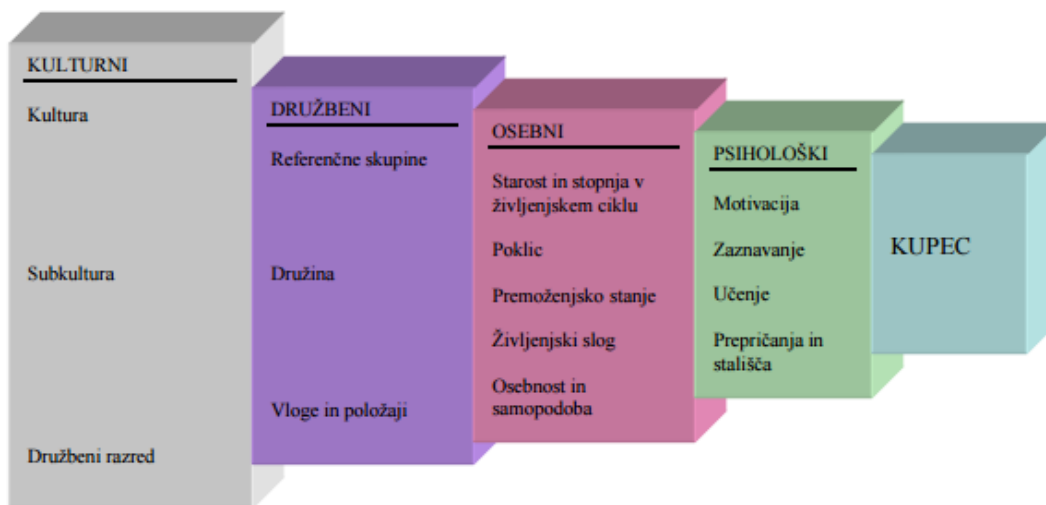 KULTURNI
Kultura
Subkultura
Družbeni razred
DRUŽBENI
Referenčne skupine
Družina
Vloge in položaji
OSEBNI
Starost in stopnja v
življenjskem ciklu
Poklic
Premoženjsko stanje
Življenjski slog
Osebnost in
samopodoba
PSIHOLOŠKI
Motivacija
Zaznavanje
Učenje
Prepričanja in
stališča
KUPEC